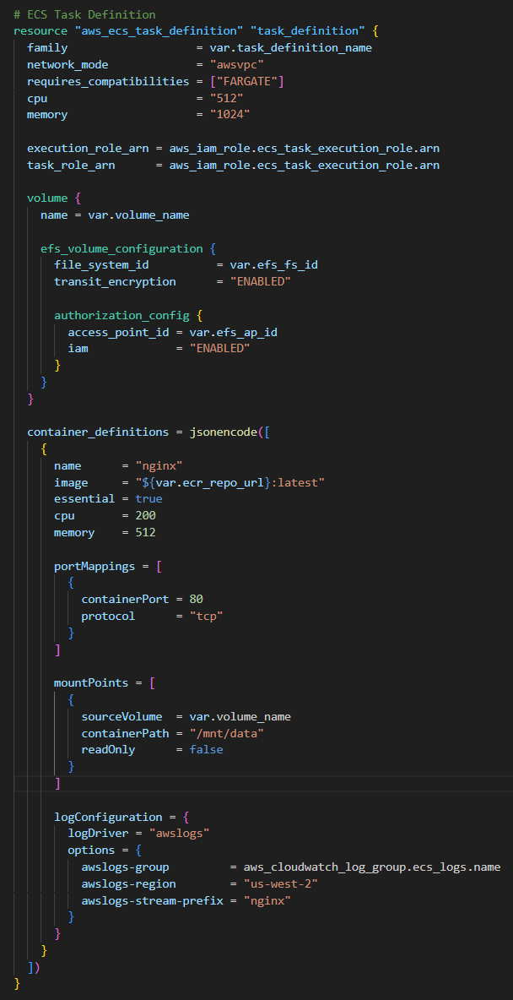 # ECS Task Definition
resource "aws_ecs_task_definition" "task_definition" {
  family                   = var.task_definition_name
  network_mode             = "awsvpc"
  requires_compatibilities = ["FARGATE"]
  cpu                      = "512"
  memory                   = "1024"

  execution_role_arn = aws_iam_role.ecs_task_execution_role.arn
  task_role_arn      = aws_iam_role.ecs_task_execution_role.arn

  volume {
    name = var.volume_name

    efs_volume_configuration {
      file_system_id          = var.efs_fs_id
      transit_encryption      = "ENABLED"

      authorization_config {
        access_point_id = var.efs_ap_id
        iam             = "ENABLED"
      }
    }
  }

  container_definitions = jsonencode([
    {
      name      = "nginx"
      image     = "${var.ecr_repo_url}:latest"
      essential = true
      cpu       = 200
      memory    = 512

      portMappings = [
        {
          containerPort = 80
          protocol      = "tcp"
        }
      ]

      mountPoints = [
        {
          sourceVolume  = var.volume_name
          containerPath = "/mnt/data"
          readOnly      = false
        }
      ]

      logConfiguration = {
        logDriver = "awslogs"
        options = {
          awslogs-group         = aws_cloudwatch_log_group.ecs_logs.name
          awslogs-region        = "us-west-2"
          awslogs-stream-prefix = "nginx"
        }
      }
    }
  ])
}